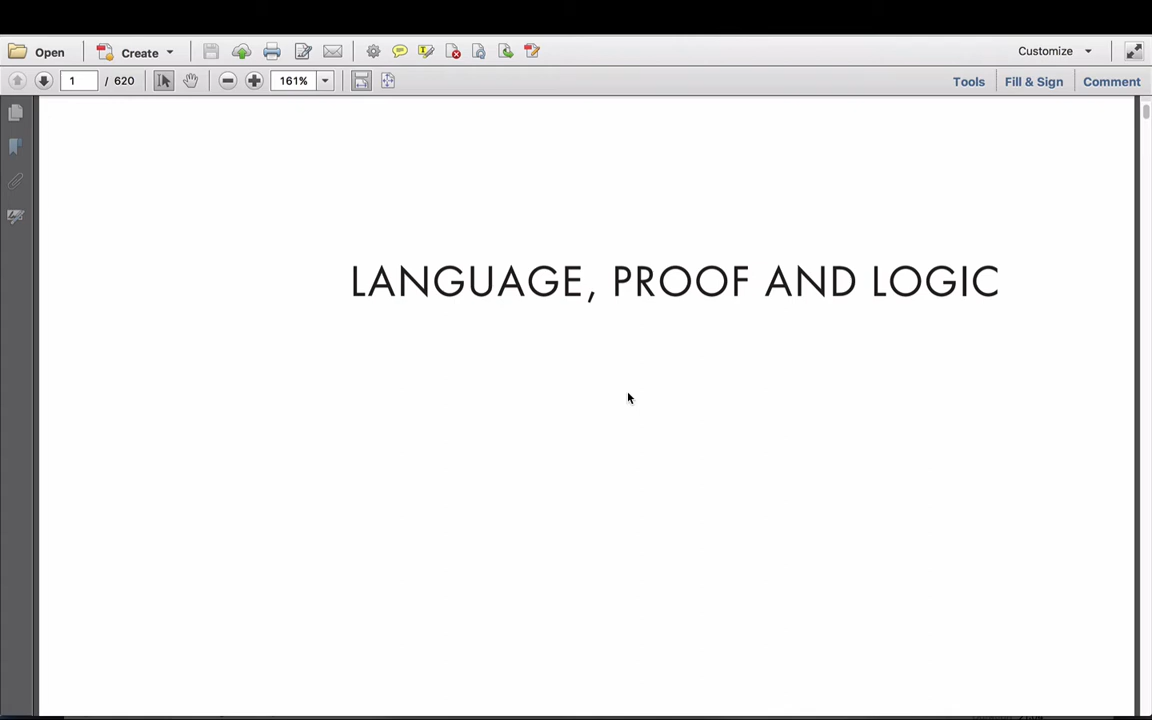 Open Create Customize
1 / 620 161% Tools Fill & Sign Comment
LANGUAGE, PROOF AND LOGIC